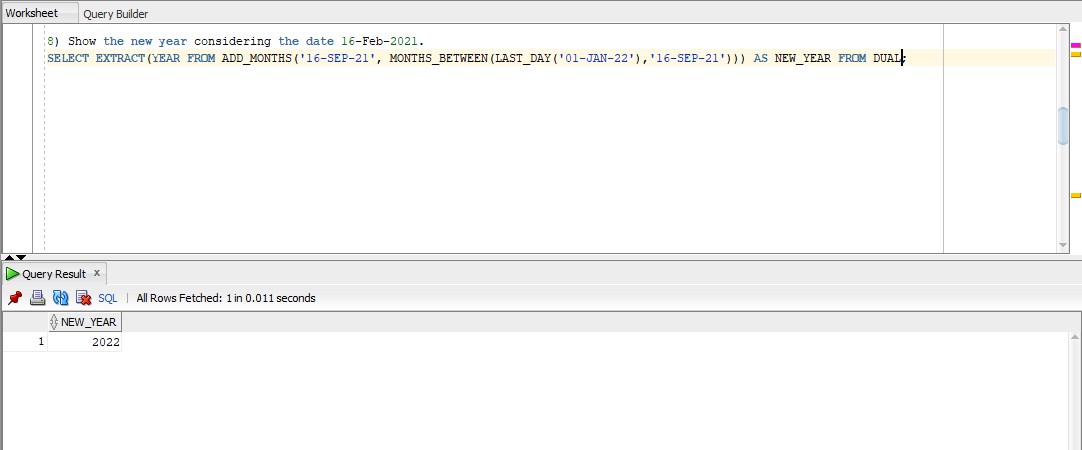 Worksheet Query Builder
8) Show the new year considering the date 16-Feb-2021.
SELECT EXTRACT(YEAR FROM ADD_MONTHS('16-SEP-21', MONTHS_BETWEEN(LAST_DAY('01-JAN-22'),'16-SEP-21'))) AS NEW_YEAR FROM DUAL;
Query Result x
SQL | All Rows Fetched: 1 in 0.011 seconds
NEW_YEAR
1 2022